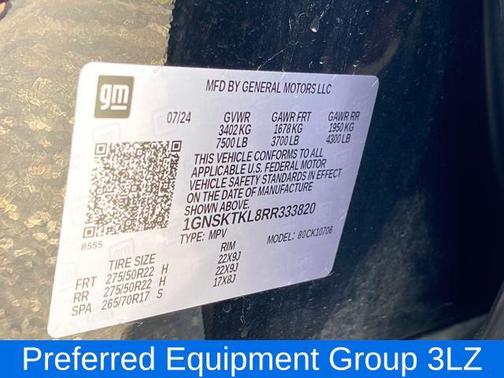 gm
MFD BY GENERAL MOTORS LLC
07/24 GVWR GAWR FRT GAWR RR
3402 KG 1678 KG 1950 KG
7500 LB 3700 LB 4300 LB
THIS VEHICLE CONFORMS TO ALL
APPLICABLE U.S. FEDERAL MOTOR
VEHICLE SAFETY STANDARDS IN EFFECT
ON THE DATE OF MANUFACTURE
1GNSKTKL8RR333820
8555
TYPE: MPV MODEL: 80CK10706
TIRE SIZE RIM
FRT 275/50R22 H 22X9J
RR 275/50R22 H 22X9J
SPA 265/70R17 S 17X8J
Preferred Equipment Group 3LZ